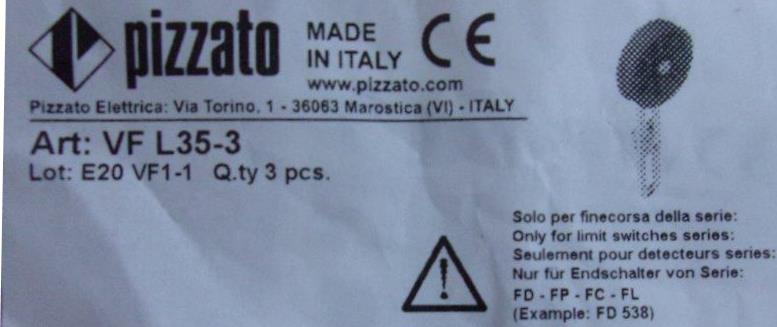 pizzato
MADE
IN ITALY
CE
www.pizzato.com
Pizzato Elettrica: Via Torino, 1 - 36063 Marostica (VI) - ITALY
Art: VF L35-3
Lot: E20 VF1-1 Q.ty 3 pcs.
Solo per finecorsa della serie:
Only for limit switches series:
Seulement pour detecteurs series:
Nur für Endschalter von Serie:
FD - FP - FC - FL
(Example: FD 538)